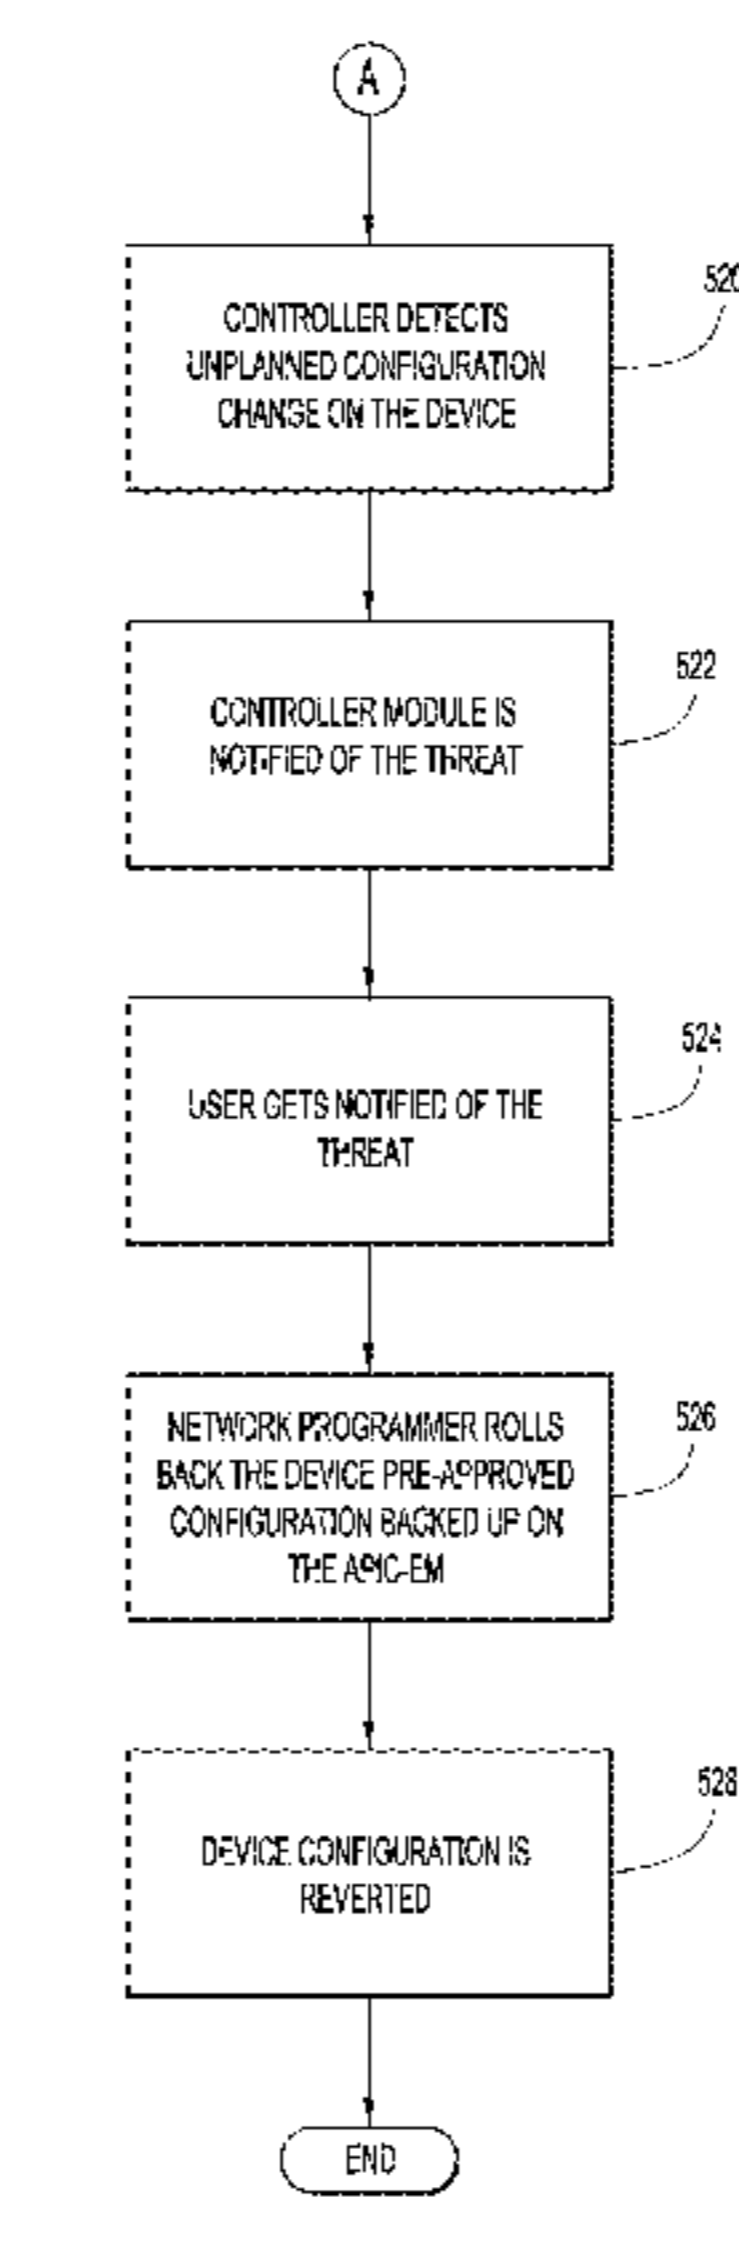 A
CONTROLLER DETECTS
UNPLANNED CONFIGURATION
CHANGE ON THE DEVICE
520
CONTROLLER MODULE IS
NOTIFIED OF THE THREAT
522
USER GETS NOTIFIED OF THE
THREAT
524
NETWORK PROGRAMMER ROLLS
BACK THE DEVICE PRE-APPROVED
CONFIGURATION BACKED UP ON
THE APIC-EM
526
DEVICE CONFIGURATION IS
REVERTED
528
END